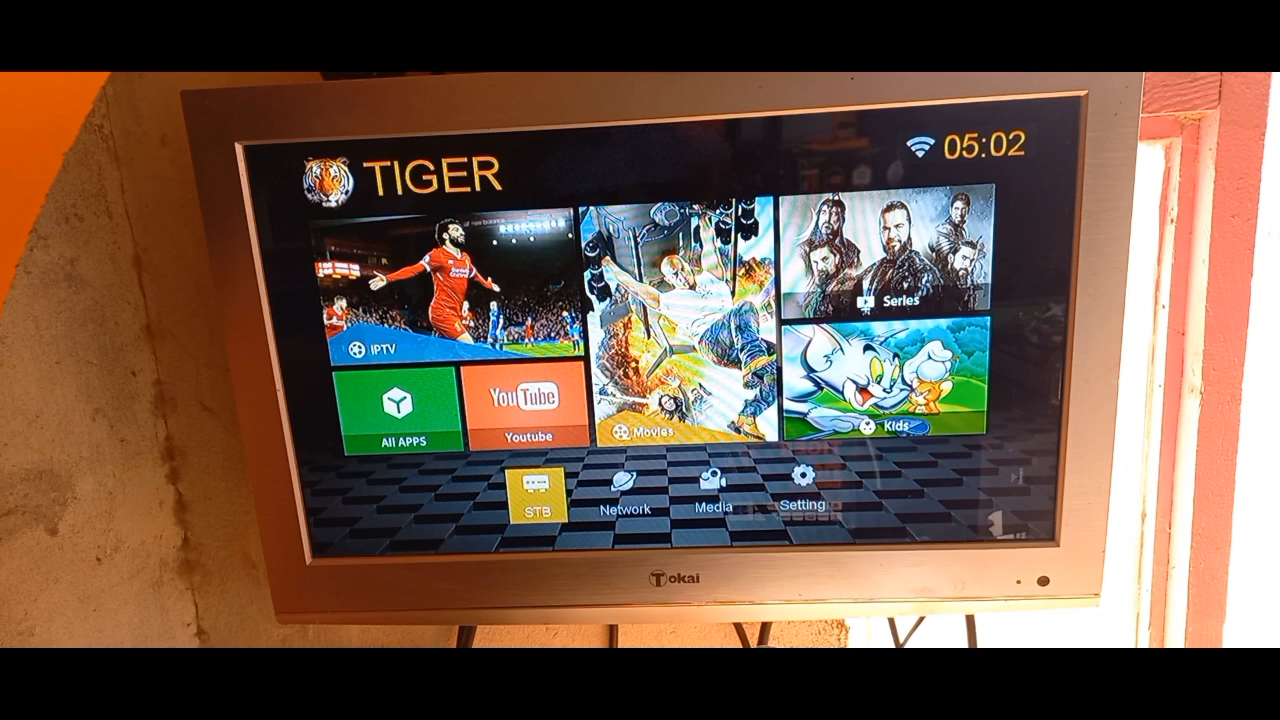 TIGER
05:02
IPTV
All APPS
YouTube
Youtube
Movies
Series
Kids
STB
Network
Media
Setting
Tokai